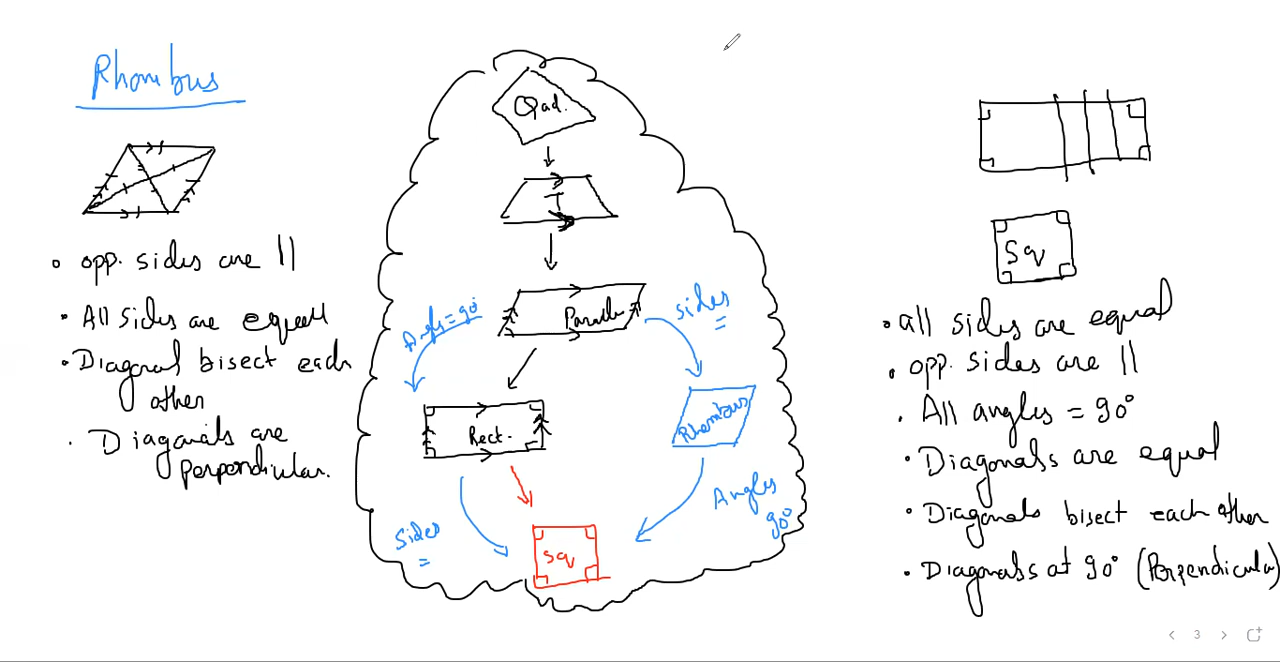 Rhombus
opp. sides are ||
All sides are equal
Diagonal bisect each
other
Diagonals are
perpendicular.
Qad.
T
Angles=90°
Paralle
sides
=
Rect.
Rhombus
Sides
=
Sq
Angles
90°
Sq
all sides are equal
opp. sides are ||
All angles = 90°
Diagonals are equal
Diagonals bisect each other
Diagonals at 90° (Perpendicular)
3